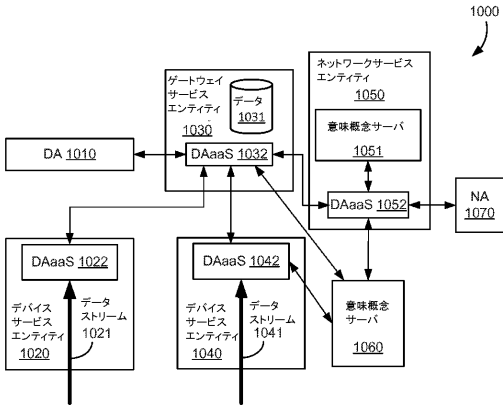 1000
ゲートウェイ
サービス
エンティティ
1030
データ
1031
DAaaS 1032
ネットワークサービス
エンティティ
1050
意味概念サーバ
1051
DAaaS 1052
DA 1010
NA
1070
DAaaS 1022
デバイス
サービス
エンティティ
1020
データ
ストリーム
1021
DAaaS 1042
デバイス
サービス
エンティティ
1040
データ
ストリーム
1041
意味概念
サーバ
1060